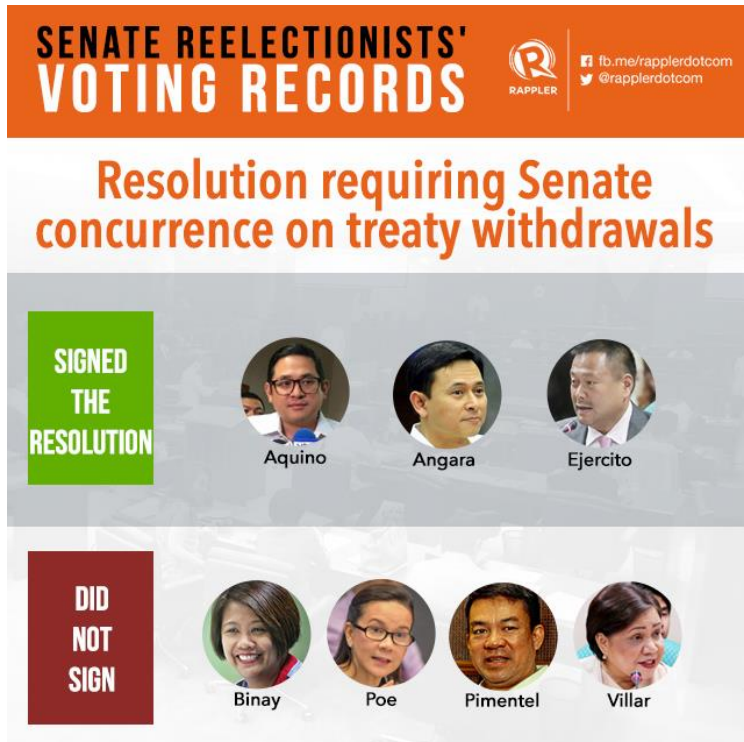 SENATE REELECTIONISTS'
VOTING RECORDS
RAPPLER
fb.me/rapplerdotcom
@rapplerdotcom
Resolution requiring Senate
concurrence on treaty withdrawals
SIGNED
THE
RESOLUTION
Aquino
Angara
Ejercito
DID
NOT
SIGN
Binay
Poe
Pimentel
Villar